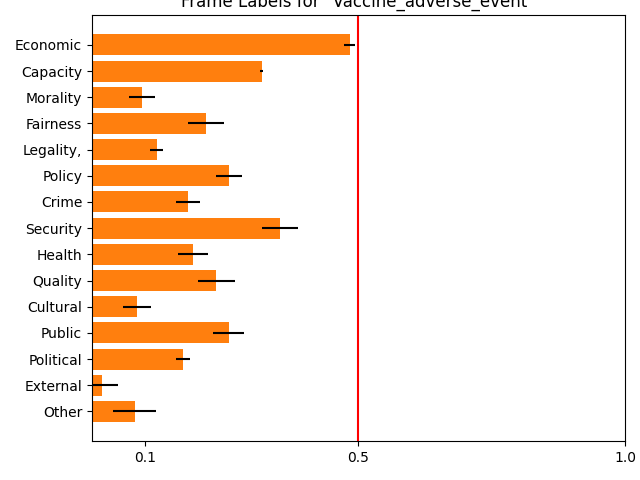 Frame Labels for "Vaccine_adverse_event"
Economic
Capacity
Morality
Fairness
Legality,
Policy
Crime
Security
Health
Quality
Cultural
Public
Political
External
Other
0.1
0.5
1.0